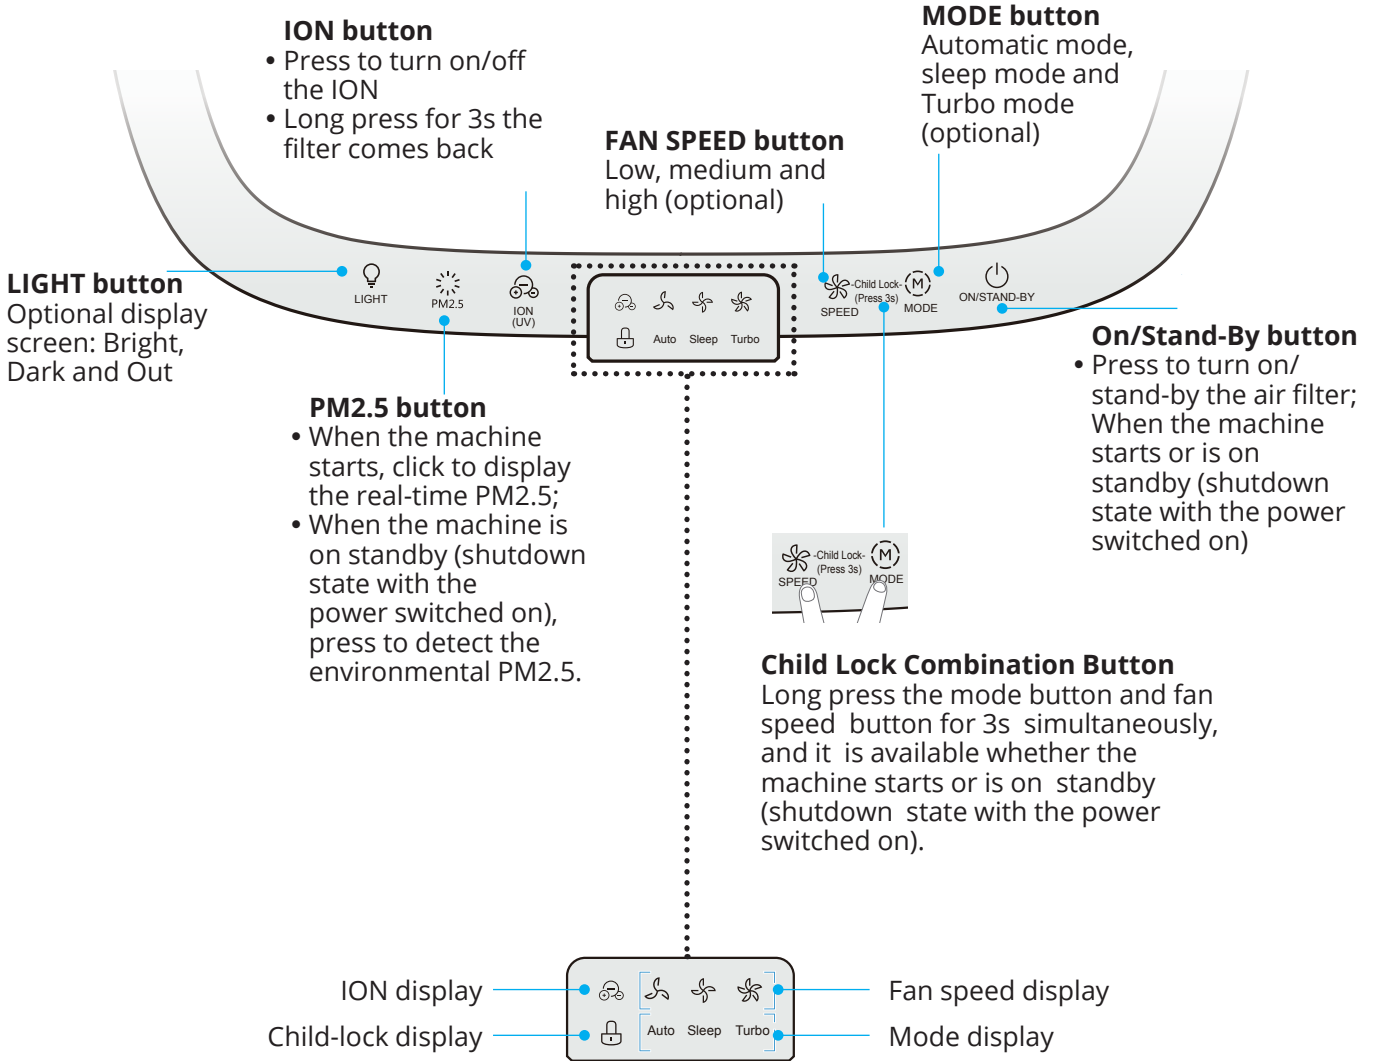 ION button
• Press to turn on/off
the ION
• Long press for 3s the
filter comes back
MODE button
Automatic mode,
sleep mode and
Turbo mode
(optional)
FAN SPEED button
Low, medium and
high (optional)
LIGHT button
Optional display
screen: Bright,
Dark and Out
LIGHT
PM2.5
ION
(UV)
Auto Sleep Turbo
SPEED
-Child Lock-
(Press 3s)
M
MODE
ON/STAND-BY
On/Stand-By button
• Press to turn on/
stand-by the air filter;
When the machine
starts or is on
standby (shutdown
state with the power
switched on)
PM2.5 button
• When the machine
starts, click to display
the real-time PM2.5;
• When the machine is
on standby (shutdown
state with the
power switched on),
press to detect the
environmental PM2.5.
SPEED
-Child Lock-
(Press 3s)
M
MODE
Child Lock Combination Button
Long press the mode button and fan
speed button for 3s simultaneously,
and it is available whether the
machine starts or is on standby
(shutdown state with the power
switched on).
ION display
Fan speed display
Child-lock display
Auto Sleep Turbo
Mode display